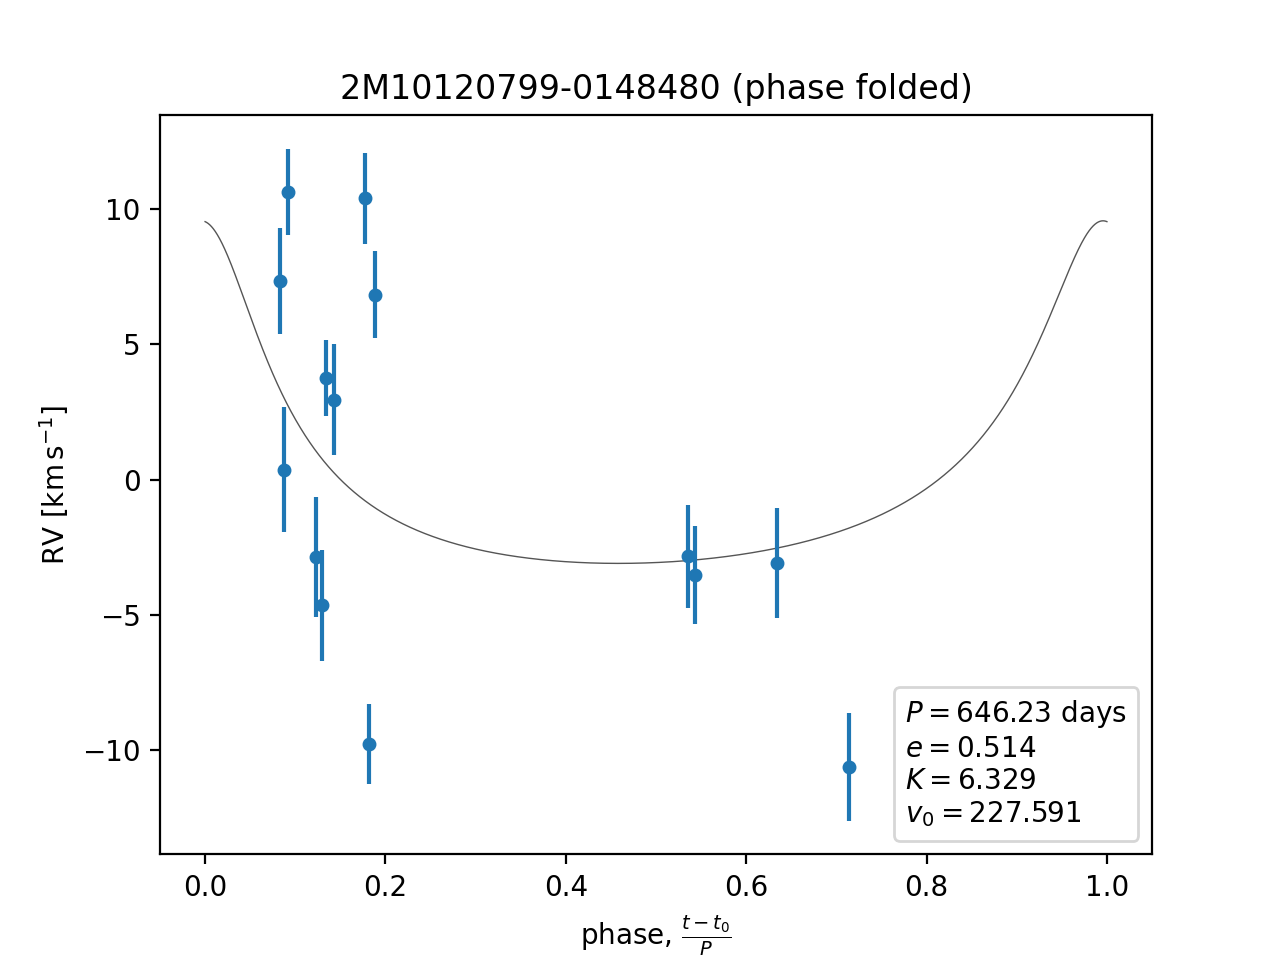 2M10120799-0148480 (phase folded)
RV [km s⁻¹]
10
5
0
−5
−10
P = 646.23 days
e = 0.514
K = 6.329
v₀ = 227.591
0.0 0.2 0.4 0.6 0.8 1.0
phase, (t − t₀)/P